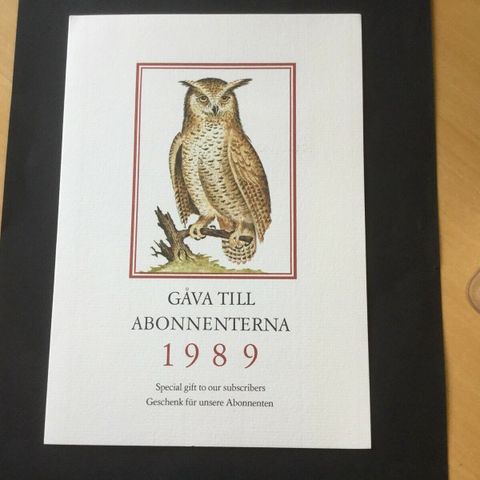 GÅVA TILL
ABONNENTERNA
1989
Special gift to our subscribers
Geschenk für unsere Abonnenten